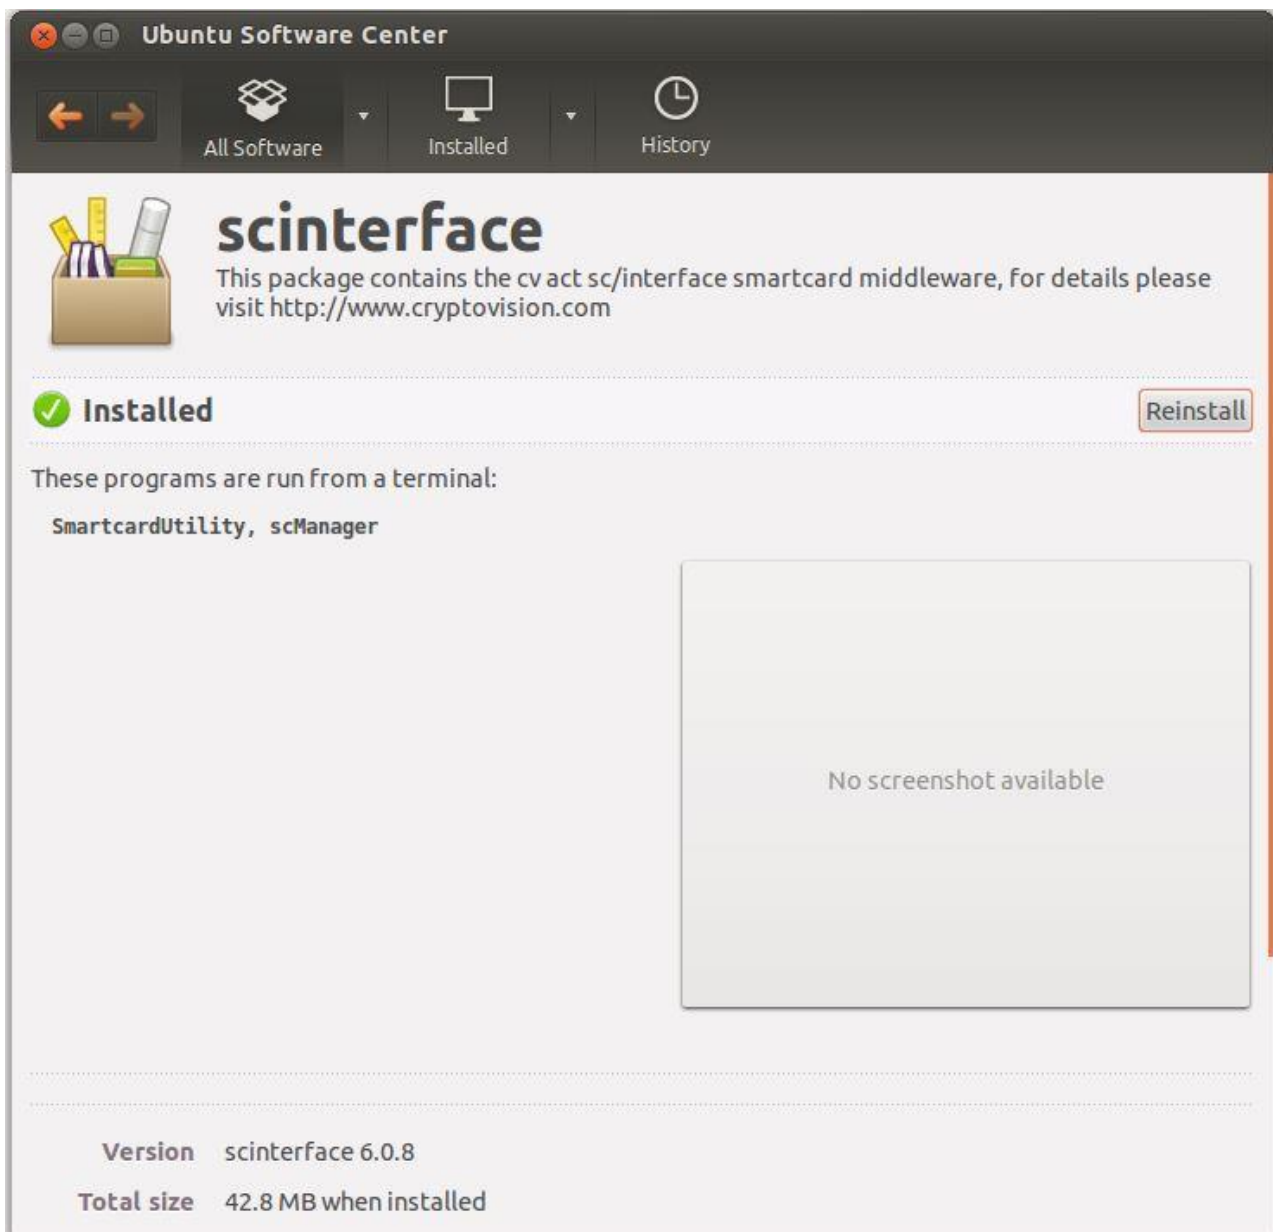 Ubuntu Software Center
All Software
Installed
History
scinterface
This package contains the cv act sc/interface smartcard middleware, for details please
visit http://www.cryptovision.com
Installed
Reinstall
These programs are run from a terminal:
SmartcardUtility, scManager
No screenshot available
Version scinterface 6.0.8
Total size 42.8 MB when installed